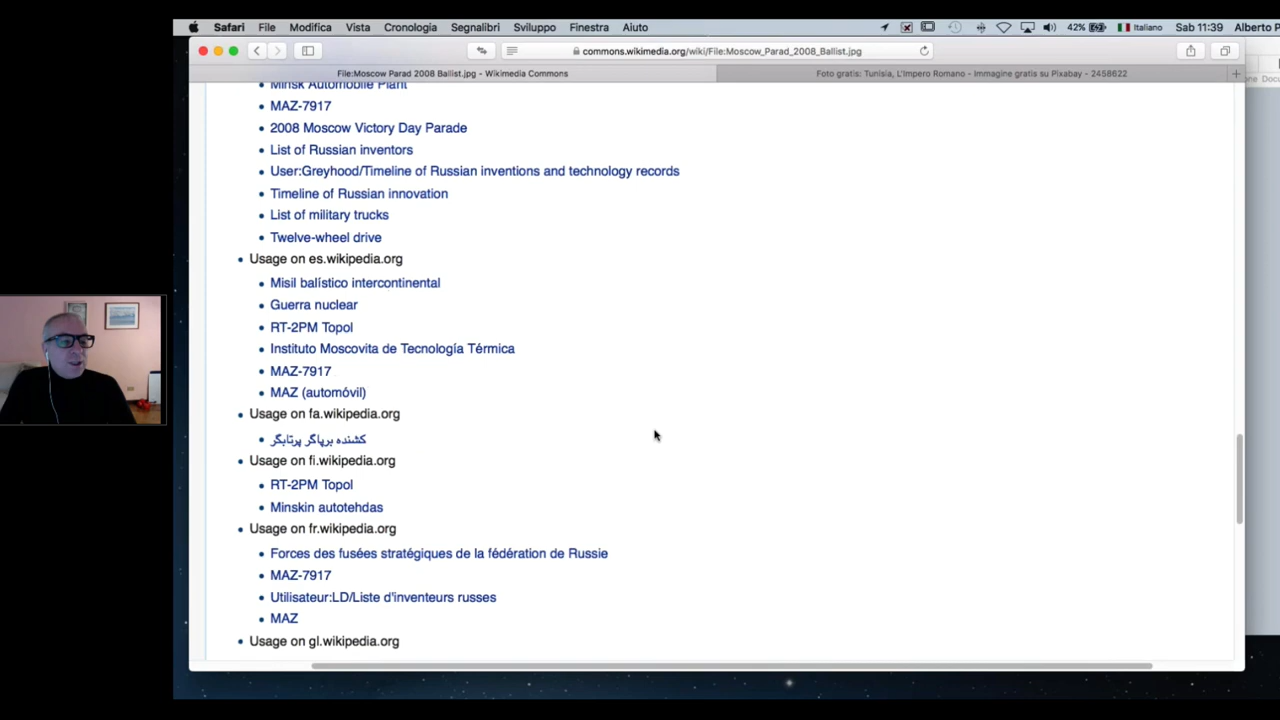 Safari File Modifica Vista Cronologia Segnalibri Sviluppo Finestra Aiuto 42% Italiano Sab 11:39 Alberto P
commons.wikimedia.org/wiki/File:Moscow_Parad_2008_Ballist.jpg
File:Moscow Parad 2008 Ballist.jpg - Wikimedia Commons
Foto gratis: Tunisia, L'Impero Romano - Immagine gratis su Pixabay - 2458622
Minsk Automobile Plant
MAZ-7917
2008 Moscow Victory Day Parade
List of Russian inventors
User:Greyhood/Timeline of Russian inventions and technology records
Timeline of Russian innovation
List of military trucks
Twelve-wheel drive
Usage on es.wikipedia.org
Misil balístico intercontinental
Guerra nuclear
RT-2PM Topol
Instituto Moscovita de Tecnología Térmica
MAZ-7917
MAZ (automóvil)
Usage on fa.wikipedia.org
کشنده برپاگر پرتابگر
Usage on fi.wikipedia.org
RT-2PM Topol
Minskin autotehdas
Usage on fr.wikipedia.org
Forces des fusées stratégiques de la fédération de Russie
MAZ-7917
Utilisateur:LD/Liste d'inventeurs russes
MAZ
Usage on gl.wikipedia.org